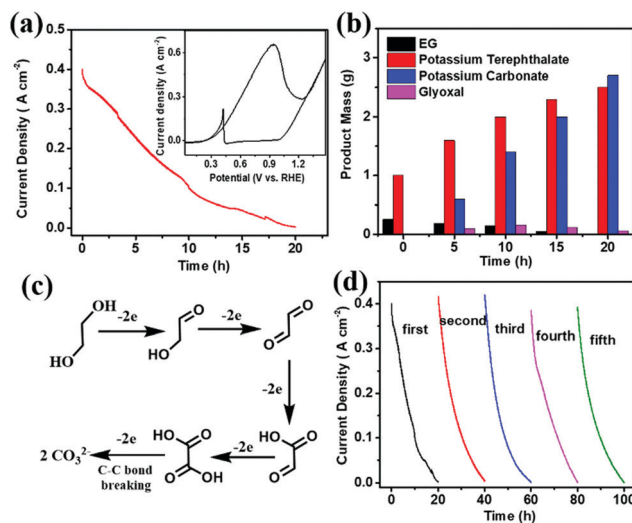 (a)
Current Density ( A cm⁻²)
0.5
0.4
0.3
0.2
0.1
0.0
0 5 10 15 20
Time (h)
Current density ( A cm⁻²)
0.6
0.3
0.0
0.3 0.6 0.9 1.2
Potential (V vs. RHE)
(b)
Product Mass (g)
3
2
1
0
EG
Potassium Terephthalate
Potassium Carbonate
Glyoxal
0 5 10 15 20
Time (h)
(c)
OH
HO
-2e
O
HO
-2e
O
O
-2e
HO
O
O
-2e
HO
O
O
OH
-2e
C-C bond
breaking
2 CO₃²⁻
(d)
Current Density ( A cm⁻²)
0.4
0.3
0.2
0.1
0.0
first
second
third
fourth
fifth
0 20 40 60 80 100
Time (h)